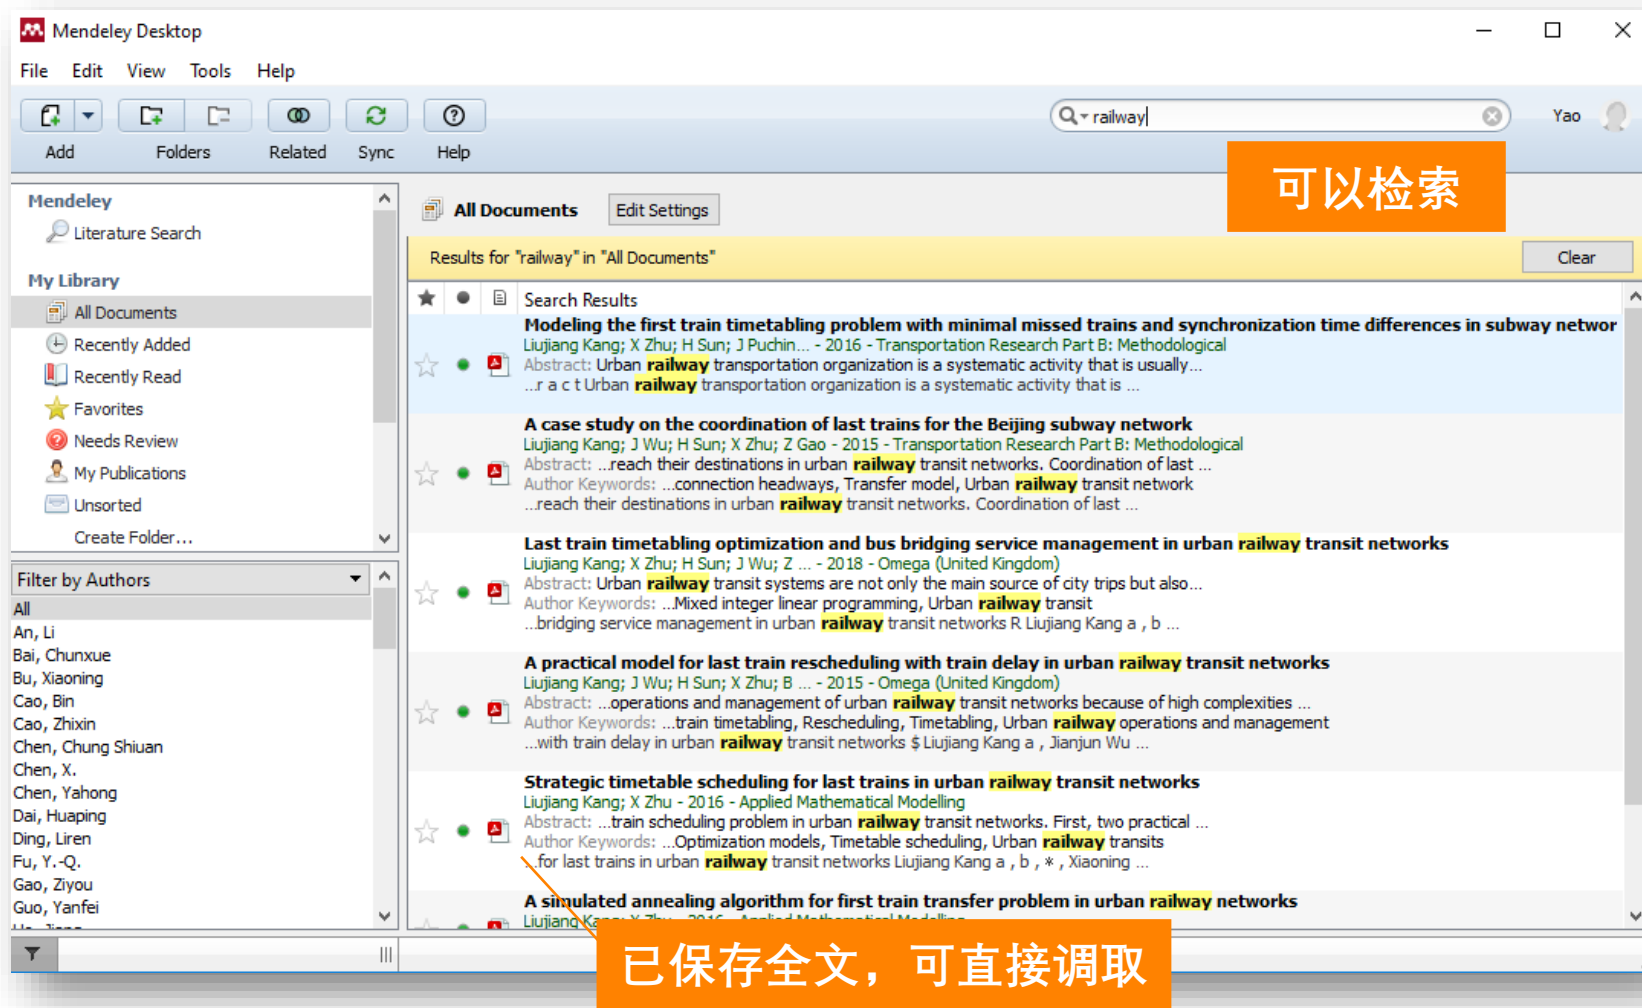 Mendeley Desktop
File Edit View Tools Help
railway
Yao
Add Folders Related Sync Help
可以检索
Mendeley
Literature Search
My Library
All Documents
Recently Added
Recently Read
Favorites
Needs Review
My Publications
Unsorted
Create Folder...
Filter by Authors
All
An, Li
Bai, Chunxue
Bu, Xiaoning
Cao, Bin
Cao, Zhixin
Chen, Chung Shiuan
Chen, X.
Chen, Yahong
Dai, Huaping
Ding, Liren
Fu, Y.-Q.
Gao, Ziyou
Guo, Yanfei
All Documents Edit Settings
Results for "railway" in "All Documents" Clear
Search Results
Modeling the first train timetabling problem with minimal missed trains and synchronization time differences in subway networ
Liujiang Kang; X Zhu; H Sun; J Puchin... - 2016 - Transportation Research Part B: Methodological
Abstract: Urban railway transportation organization is a systematic activity that is usually...
...r a c t Urban railway transportation organization is a systematic activity that is ...
A case study on the coordination of last trains for the Beijing subway network
Liujiang Kang; J Wu; H Sun; X Zhu; Z Gao - 2015 - Transportation Research Part B: Methodological
Abstract: ...reach their destinations in urban railway transit networks. Coordination of last ...
Author Keywords: ...connection headways, Transfer model, Urban railway transit network
...reach their destinations in urban railway transit networks. Coordination of last ...
Last train timetabling optimization and bus bridging service management in urban railway transit networks
Liujiang Kang; X Zhu; H Sun; J Wu; Z ... - 2018 - Omega (United Kingdom)
Abstract: Urban railway transit systems are not only the main source of city trips but also...
Author Keywords: ...Mixed integer linear programming, Urban railway transit
...bridging service management in urban railway transit networks R Liujiang Kang a , b ...
A practical model for last train rescheduling with train delay in urban railway transit networks
Liujiang Kang; J Wu; H Sun; X Zhu; B ... - 2015 - Omega (United Kingdom)
Abstract: ...operations and management of urban railway transit networks because of high complexities ...
Author Keywords: ...train timetabling, Rescheduling, Timetabling, Urban railway operations and management
...with train delay in urban railway transit networks $ Liujiang Kang a , Jianjun Wu ...
Strategic timetable scheduling for last trains in urban railway transit networks
Liujiang Kang; X Zhu - 2016 - Applied Mathematical Modelling
Abstract: ...train scheduling problem in urban railway transit networks. First, two practical ...
Author Keywords: ...Optimization models, Timetable scheduling, Urban railway transits
...for last trains in urban railway transit networks Liujiang Kang a , b , * , Xiaoning ...
A simulated annealing algorithm for first train transfer problem in urban railway networks
Liujiang
已保存全文，可直接调取